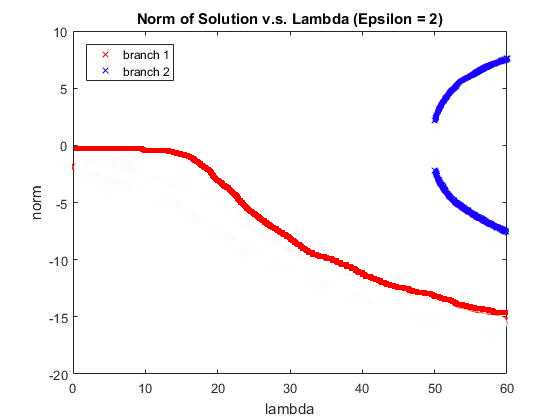 Norm of Solution v.s. Lambda (Epsilon = 2)
10
branch 1
branch 2
5
0
-5
-10
-15
-20
norm
0 10 20 30 40 50 60
lambda